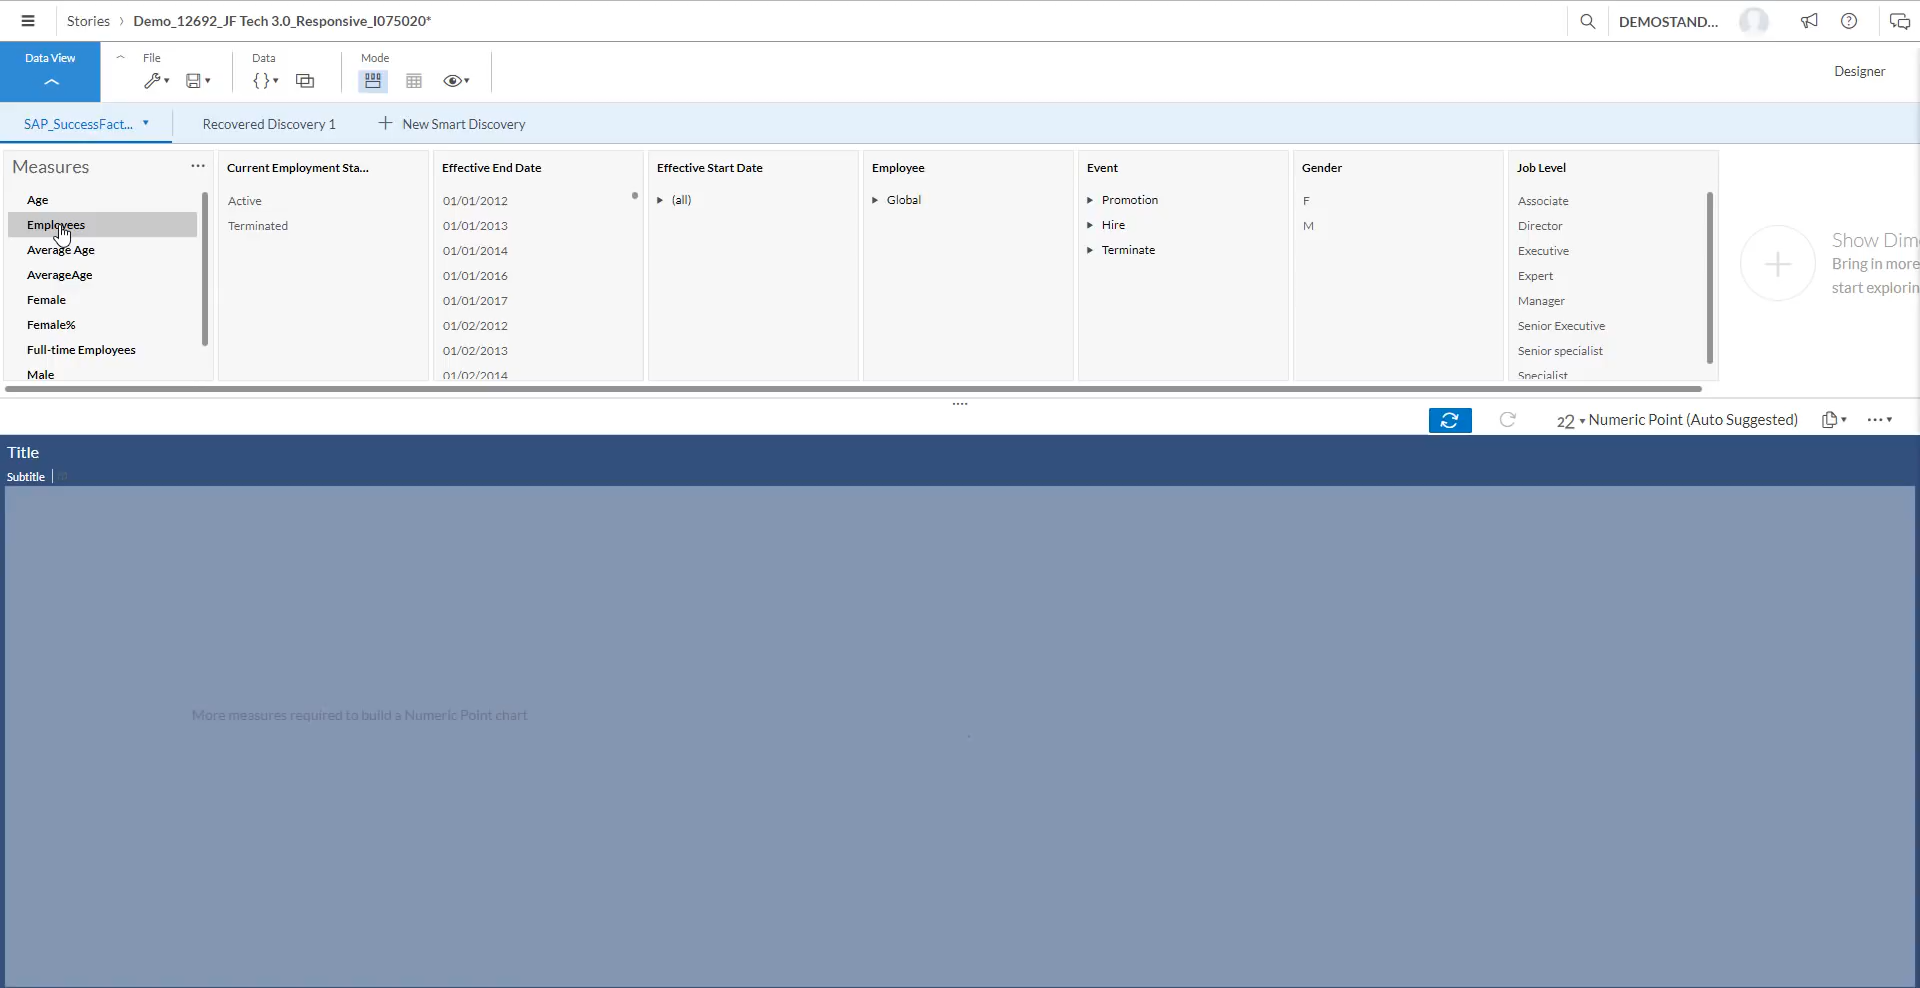 Stories > Demo_12692_JF Tech 3.0_Responsive_I075020*
DEMOSTAND...
Data View
File
Data
Mode
Designer
SAP_SuccessFact...
Recovered Discovery 1
+ New Smart Discovery
Measures
Age
Employees
Average Age
AverageAge
Female
Female%
Full-time Employees
Male
Current Employment Sta...
Active
Terminated
Effective End Date
01/01/2012
01/01/2013
01/01/2014
01/01/2016
01/01/2017
01/02/2012
01/02/2013
01/02/2014
Effective Start Date
(all)
Employee
Global
Event
Promotion
Hire
Terminate
Gender
F
M
Job Level
Associate
Director
Executive
Expert
Manager
Senior Executive
Senior specialist
Specialist
Show Dim
Bring in more
start explorin
22 Numeric Point (Auto Suggested)
Title
Subtitle
More measures required to build a Numeric Point chart